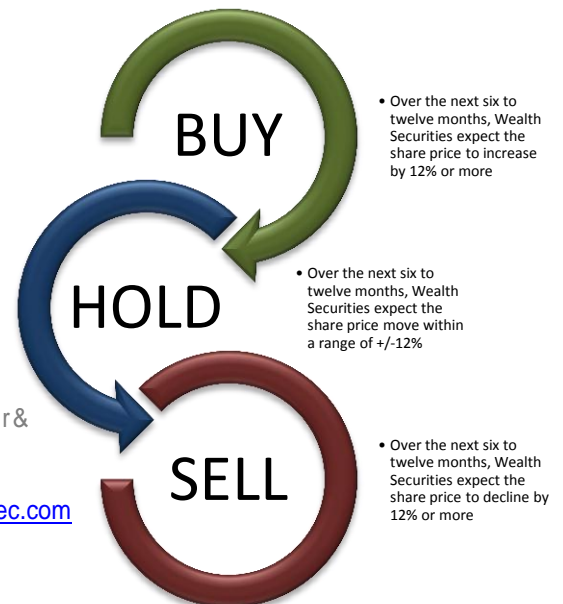 BUY
• Over the next six to
twelve months, Wealth
Securities expect the
share price to increase
by 12% or more
HOLD
• Over the next six to
twelve months, Wealth
Securities expect the
share price move within
a range of +/-12%
r&
SELL
• Over the next six to
twelve months, Wealth
Securities expect the
share price to decline by
12% or more
ec.com